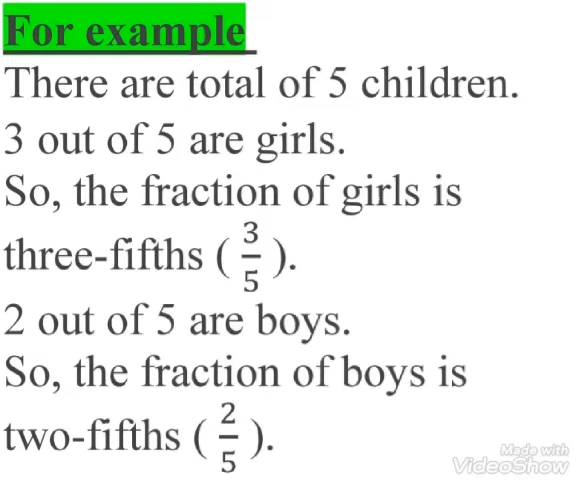 For example
There are total of 5 children.
3 out of 5 are girls.
So, the fraction of girls is
three-fifths ( 3/5 ).
2 out of 5 are boys.
So, the fraction of boys is
two-fifths ( 2/5 ).
Made with
VideoShow